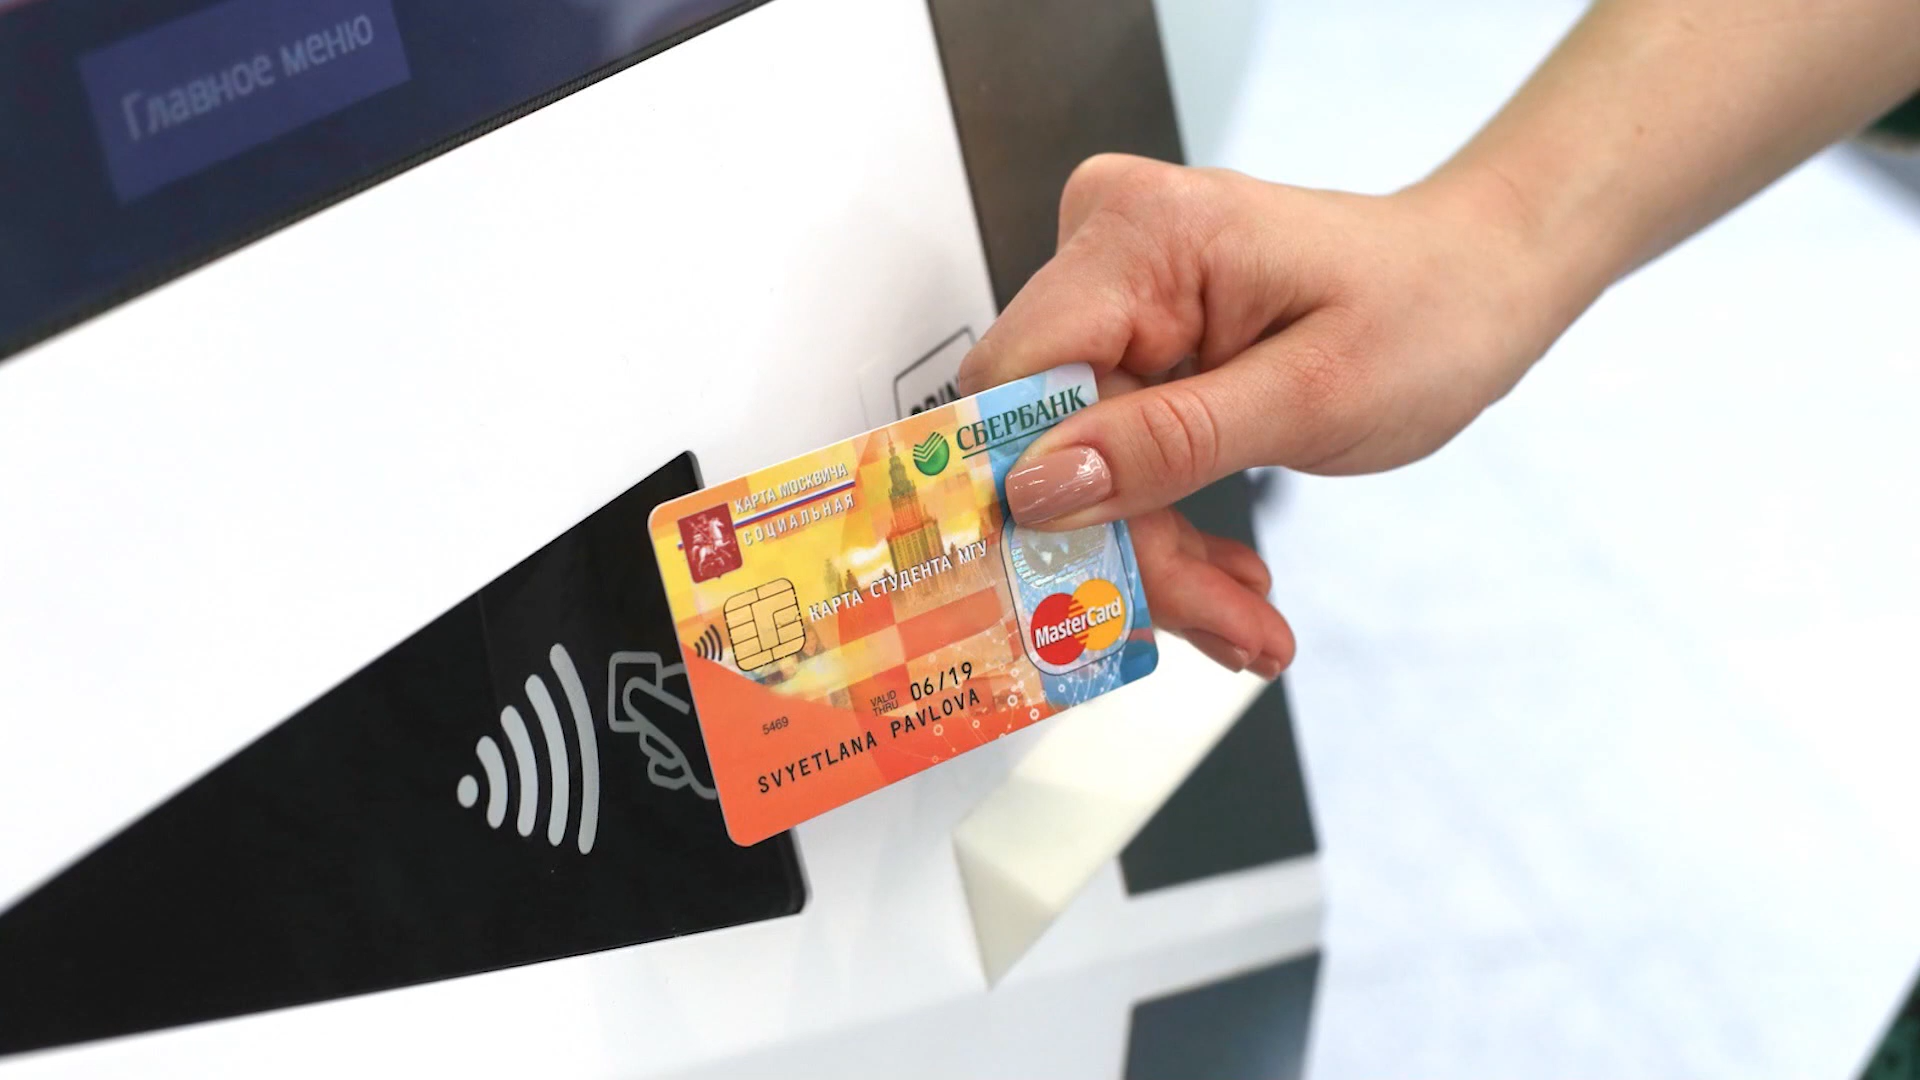 Главное меню
СБЕРБАНК
КАРТА МОСКВИЧА
СОЦИАЛЬНАЯ
КАРТА СТУДЕНТА МГУ
MasterCard
5469
VALID THRU 06/19
SVYETLANA PAVLOVA